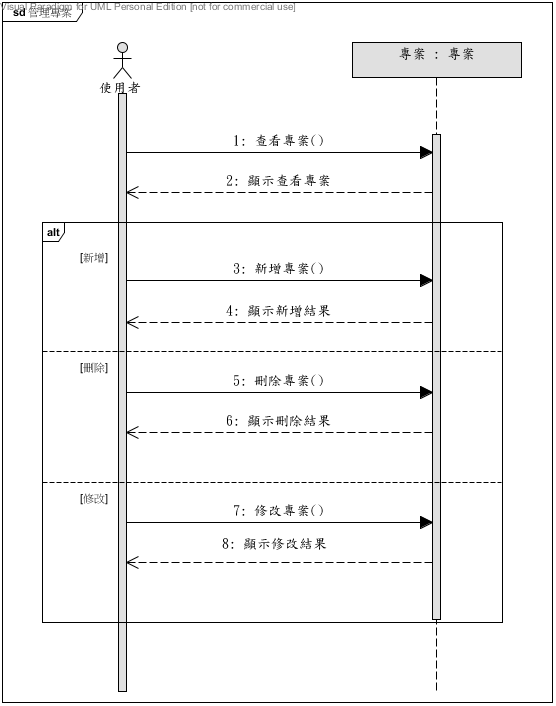 Visual Paradigm for UML Personal Edition [not for commercial use]
sd 管理專案
專案 : 專案
使用者
1: 查看專案()
2: 顯示查看專案
alt
[新增]
3: 新增專案()
4: 顯示新增結果
[刪除]
5: 刪除專案()
6: 顯示刪除結果
[修改]
7: 修改專案()
8: 顯示修改結果